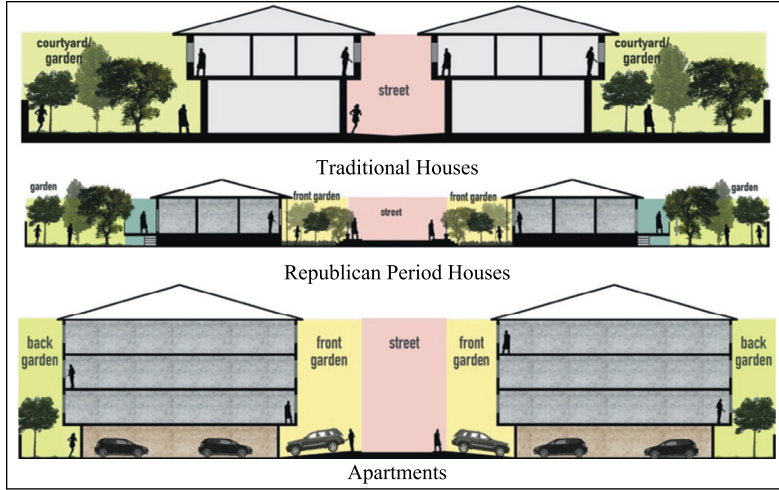 courtyard/
garden
street
courtyard/
garden
Traditional Houses
garden
front garden
street
front garden
garden
Republican Period Houses
back
garden
front
garden
street
front
garden
back
garden
Apartments